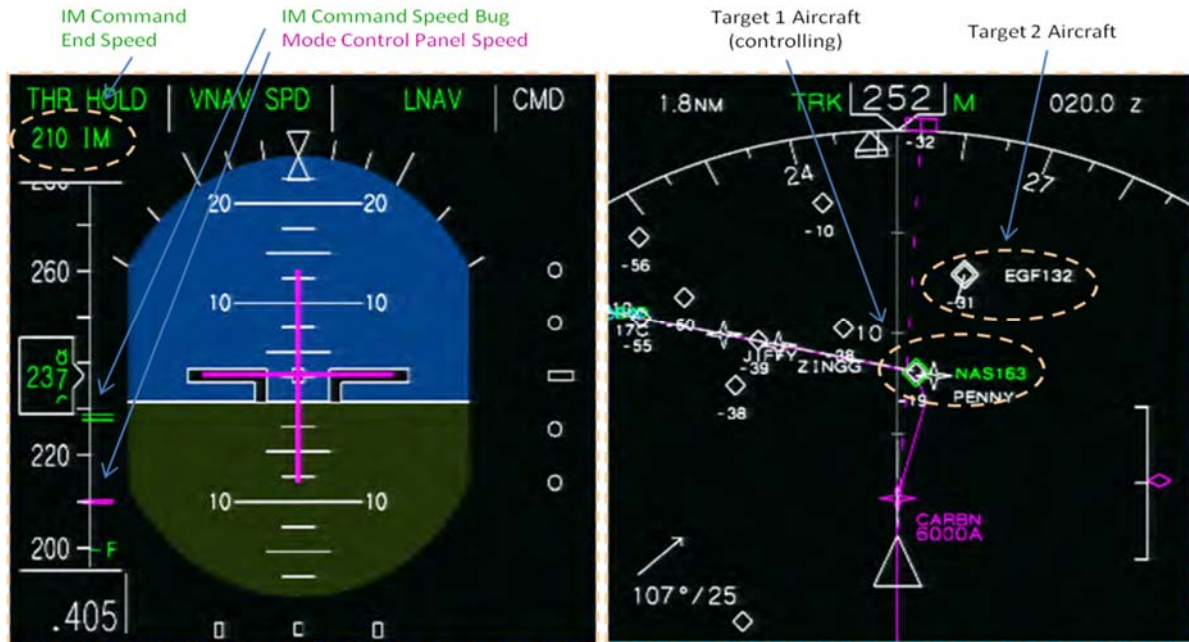 IM Command
End Speed
IM Command Speed Bug
Mode Control Panel Speed
Target 1 Aircraft
(controlling)
Target 2 Aircraft
THR HOLD
VNAV SPD
LNAV
CMD
210 IM
260
237
220
200
F
.405
20 20
10 10
10 10
1.8NM
TRK 252 M
020.0 Z
-32
24
27
-10
-56
-31
EGF132
10
17C
-55
-60
JIFFY
-39
ZINGG
-38
NAS163
-19
PENNY
-38
CARBN
6000A
107°/25